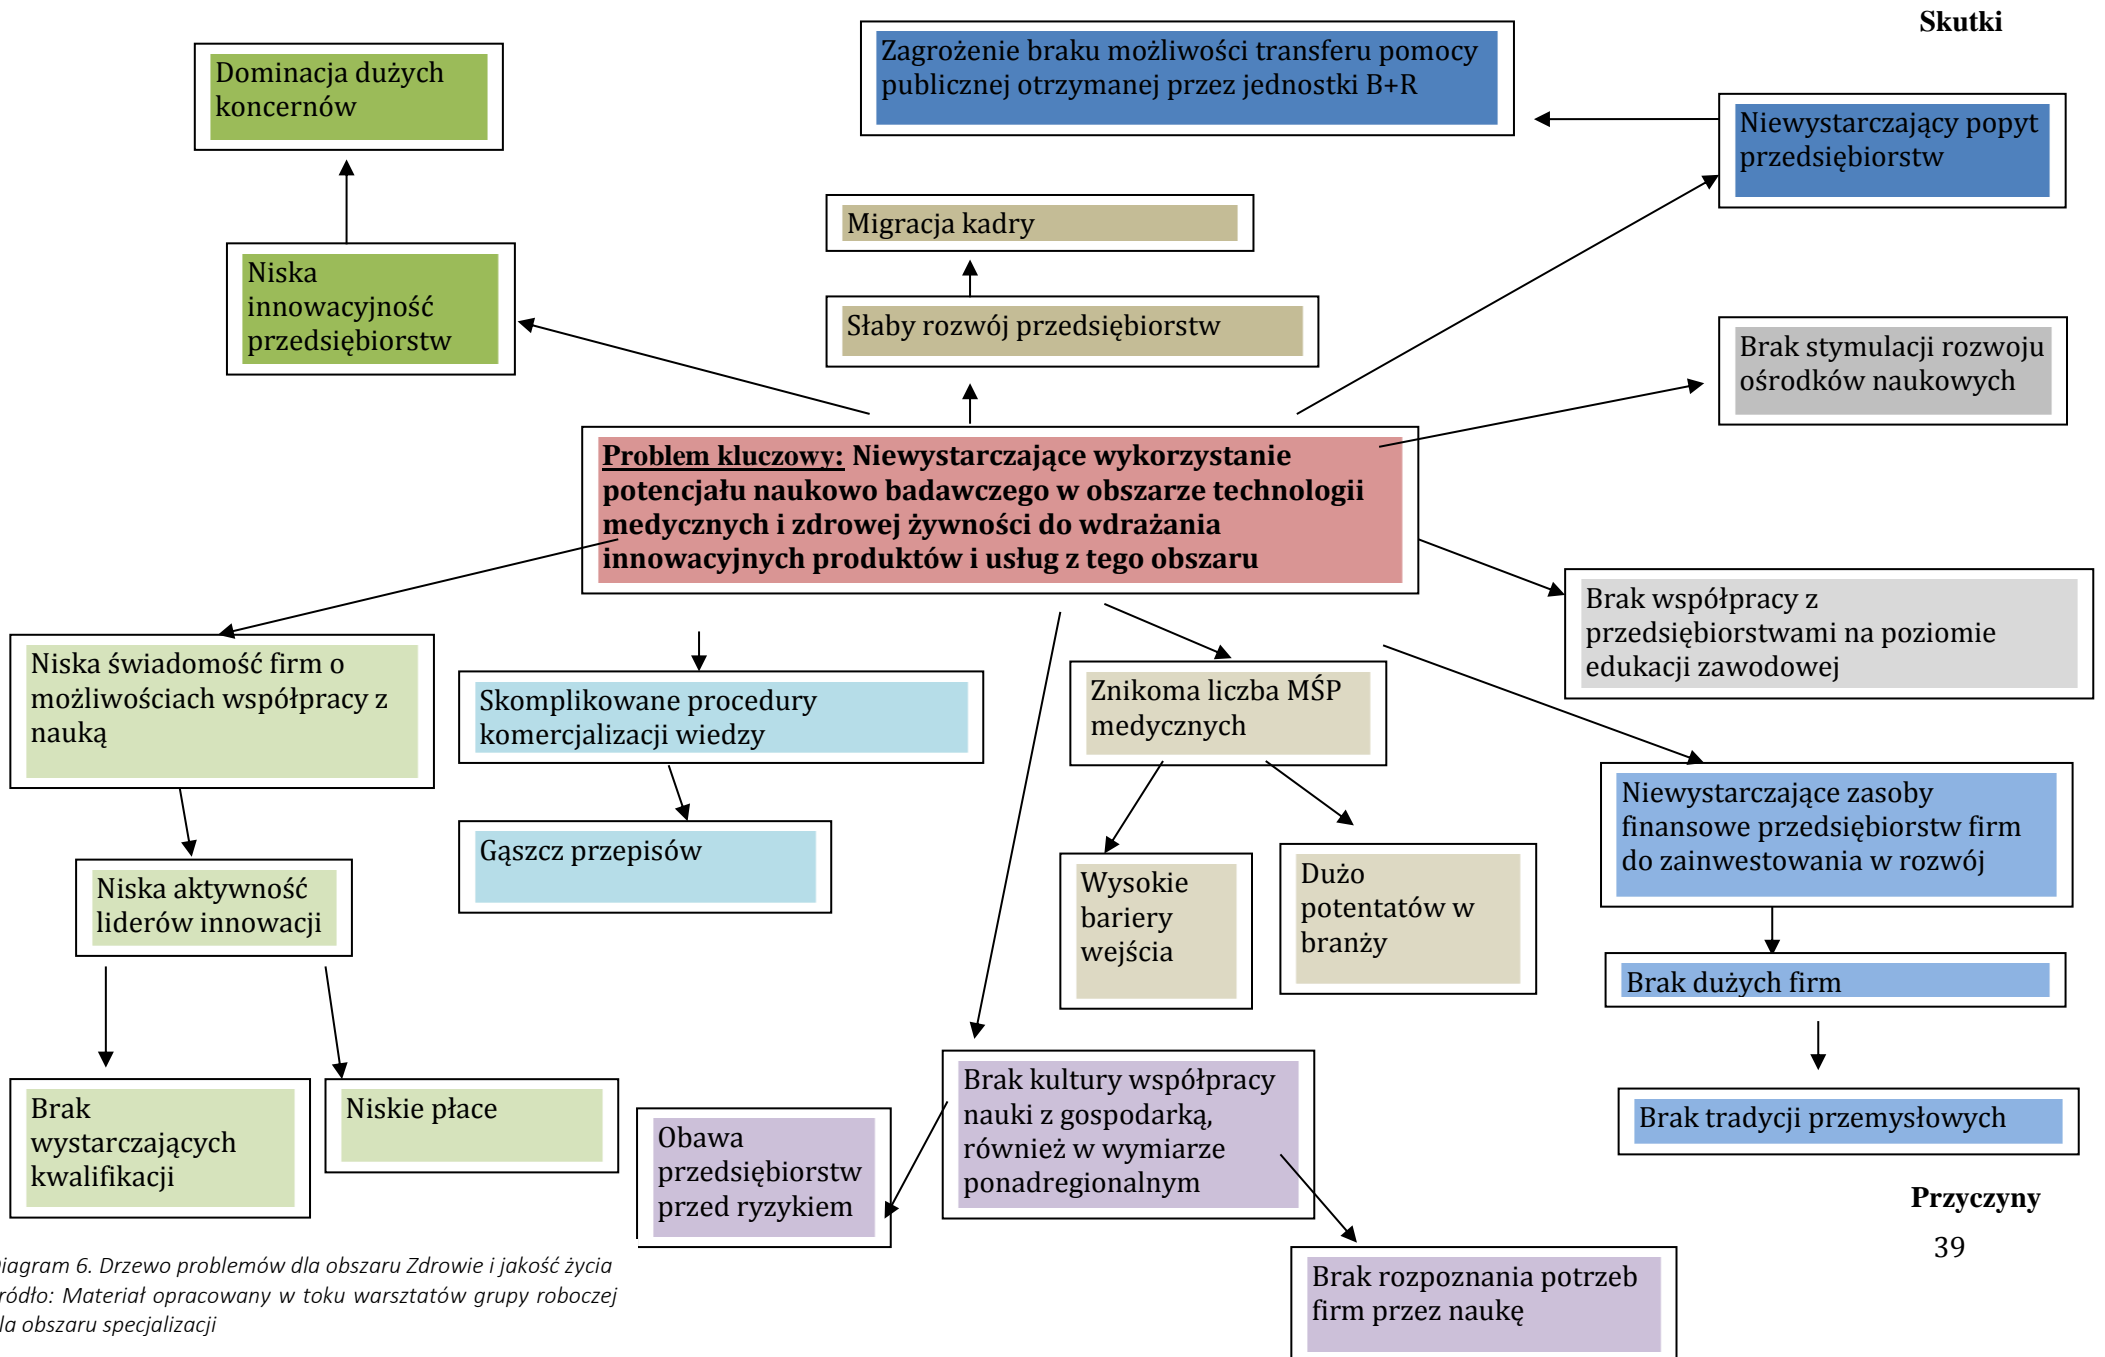 Skutki
Dominacja dużych
koncernów
Zagrożenie braku możliwości transferu pomocy
publicznej otrzymanej przez jednostki B+R
Niewystarczający popyt
przedsiębiorstw
Migracja kadry
Niska
innowacyjność
przedsiębiorstw
Słaby rozwój przedsiębiorstw
Brak stymulacji rozwoju
ośrodków naukowych
Problem kluczowy: Niewystarczające wykorzystanie
potencjału naukowo badawczego w obszarze technologii
medycznych i zdrowej żywności do wdrażania
innowacyjnych produktów i usług z tego obszaru
Brak współpracy z
przedsiębiorstwami na poziomie
edukacji zawodowej
Niska świadomość firm o
możliwościach współpracy z
nauką
Skomplikowane procedury
komercjalizacji wiedzy
Znikoma liczba MŚP
medycznych
Niewystarczające zasoby
finansowe przedsiębiorstw firm
do zainwestowania w rozwój
Gąszcz przepisów
Niska aktywność
liderów innowacji
Wysokie
bariery
wejścia
Dużo
potentatów w
branży
Brak dużych firm
Brak
wystarczających
kwalifikacji
Niskie płace
Obawa
przedsiębiorstw
przed ryzykiem
Brak kultury współpracy
nauki z gospodarką,
również w wymiarze
ponadregionalnym
Brak tradycji przemysłowych
Przyczyny
39
Brak rozpoznania potrzeb
firm przez naukę
iagram 6. Drzewo problemów dla obszaru Zdrowie i jakość życia
ródło: Materiał opracowany w toku warsztatów grupy roboczej
la obszaru specjalizacji